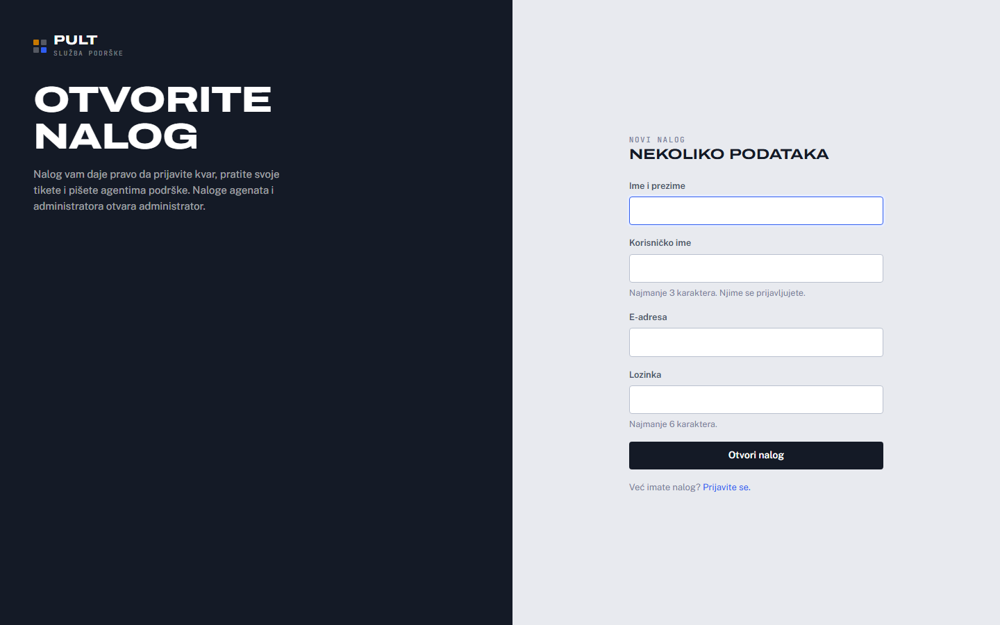 PULT
SLUŽBA PODRŠKE
OTVORITE
NALOG
Nalog vam daje pravo da prijavite kvar, pratite svoje
tikete i pišete agentima podrške. Naloge agenata i
administratora otvara administrator.
NOVI NALOG
NEKOLIKO PODATAKA
Ime i prezime
Korisničko ime
Najmanje 3 karaktera. Njime se prijavljujete.
E-adresa
Lozinka
Najmanje 6 karaktera.
Otvori nalog
Već imate nalog? Prijavite se.